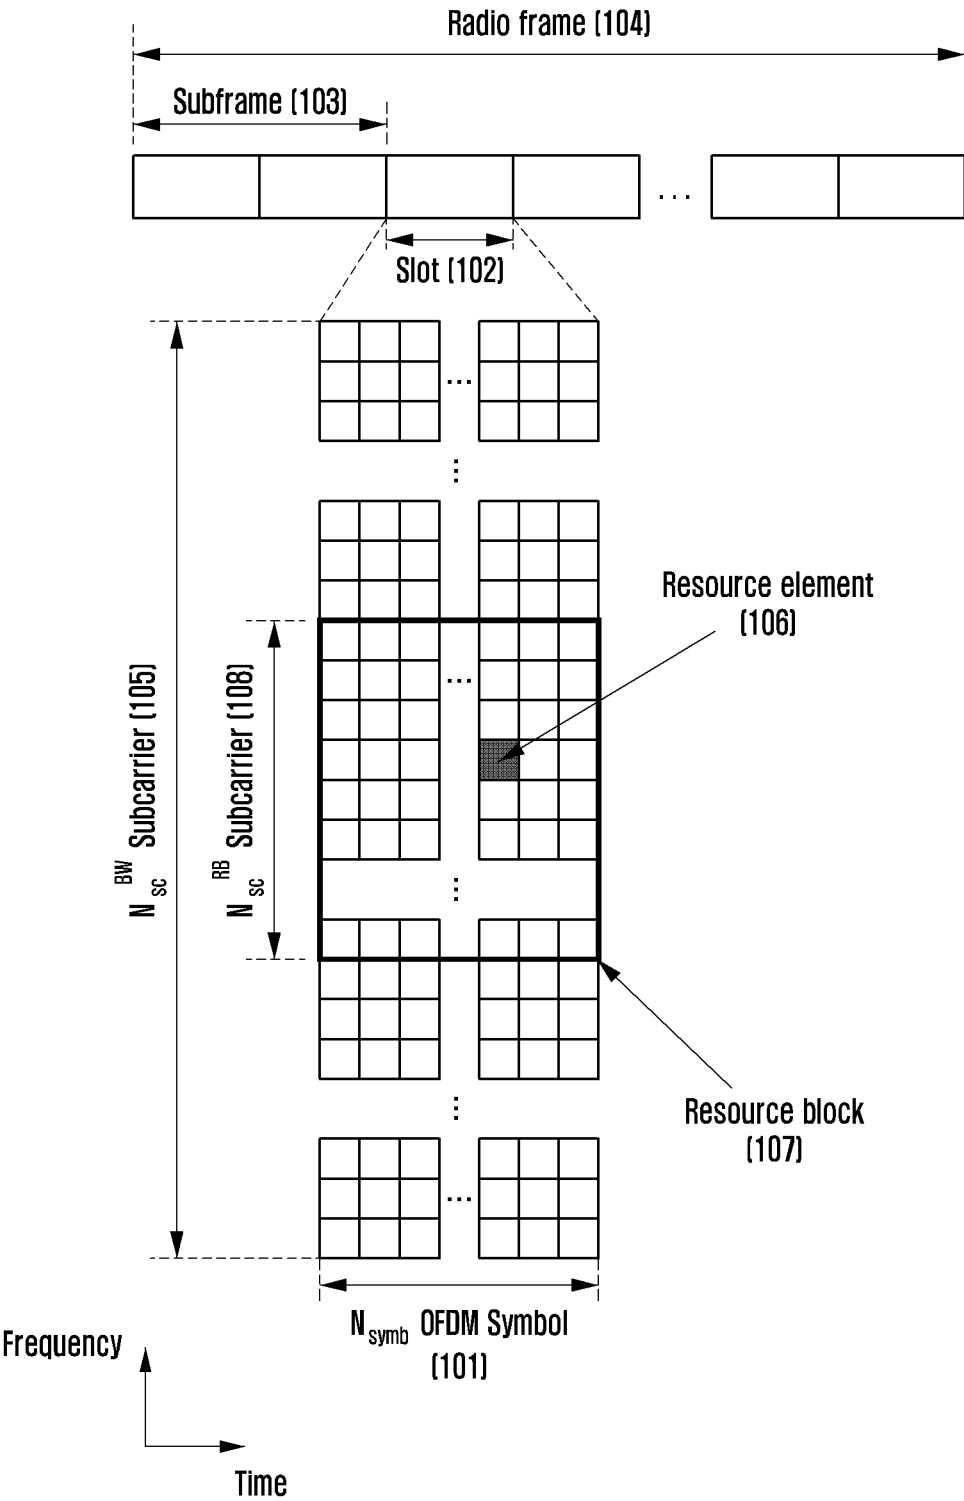 Radio frame (104)
Subframe (103)
...
Slot (102)
...
...
Resource element
(106)
...
N BW sc Subcarrier (105)
N RB sc Subcarrier (108)
...
...
Resource block
(107)
...
N symb OFDM Symbol
(101)
Frequency
Time